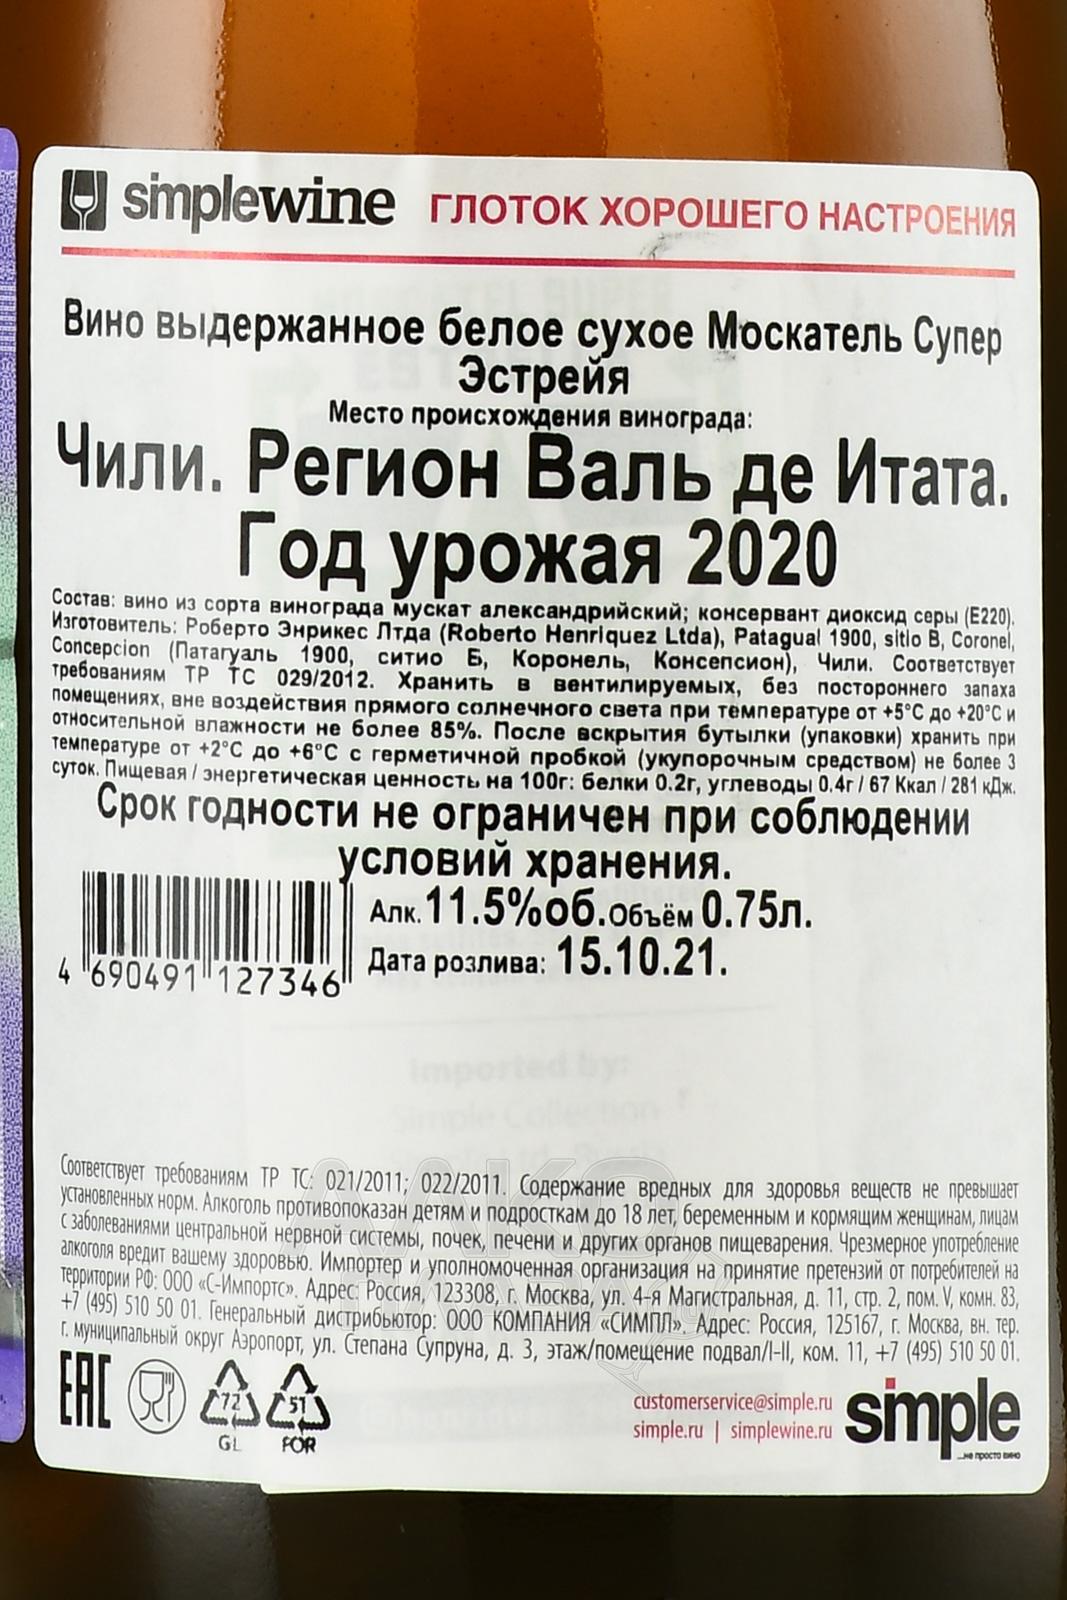 simplewine ГЛОТОК ХОРОШЕГО НАСТРОЕНИЯ
Вино выдержанное белое сухое Москатель Супер
Эстрейя
Место происхождения винограда:
Чили. Регион Валь де Итата.
Год урожая 2020
Состав: вино из сорта винограда мускат александрийский; консервант диоксид серы (E220).
Изготовитель: Роберто Энрикес Лтда (Roberto Henriquez Ltda), Patagual 1900, sitio B, Coronel,
Concepcion (Патагуаль 1900, ситио Б, Коронель, Консепсион), Чили. Соответствует
требованиям ТР ТС 029/2012. Хранить в вентилируемых, без постороннего запаха
помещениях, вне воздействия прямого солнечного света при температуре от +5°C до +20°C и
относительной влажности не более 85%. После вскрытия бутылки (упаковки) хранить при
температуре от +2°C до +6°C с герметичной пробкой (укупорочным средством) не более 3
суток. Пищевая / энергетическая ценность на 100г: белки 0.2г, углеводы 0.4г / 67 Ккал / 281 кДж.
Срок годности не ограничен при соблюдении
условий хранения.
Алк. 11.5%об. Объём 0.75л.
Дата розлива: 15.10.21.
4 690491 127346
Imported by:
Simple Collection
Соответствует требованиям ТР ТС: 021/2011; 022/2011. Содержание вредных для здоровья веществ не превышает
установленных норм. Алкоголь противопоказан детям и подросткам до 18 лет, беременным и кормящим женщинам, лицам
с заболеваниями центральной нервной системы, почек, печени и других органов пищеварения. Чрезмерное употребление
алкоголя вредит вашему здоровью. Импортер и уполномоченная организация на принятие претензий от потребителей на
территории РФ: ООО «С-Импортс». Адрес: Россия, 123308, г. Москва, ул. 4-я Магистральная, д. 11, стр. 2, пом. V, комн. 83,
+7 (495) 510 50 01. Генеральный дистрибьютор: ООО КОМПАНИЯ «СИМПЛ». Адрес: Россия, 125167, г. Москва, вн. тер.
г. муниципальный округ Аэропорт, ул. Степана Супруна, д. 3, этаж/помещение подвал/I-II, ком. 11, +7 (495) 510 50 01.
EAC
72 51
GL FOR
customerservice@simple.ru
simple.ru | simplewine.ru
simple
...не просто вино